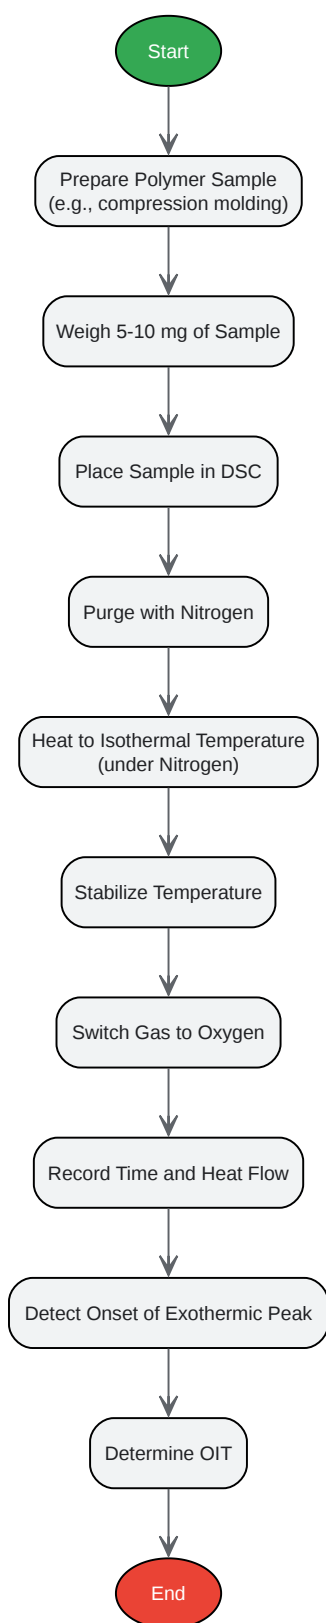 Start
Prepare Polymer Sample
(e.g., compression molding)
Weigh 5-10 mg of Sample
Place Sample in DSC
Purge with Nitrogen
Heat to Isothermal Temperature
(under Nitrogen)
Stabilize Temperature
Switch Gas to Oxygen
Record Time and Heat Flow
Detect Onset of Exothermic Peak
Determine OIT
End